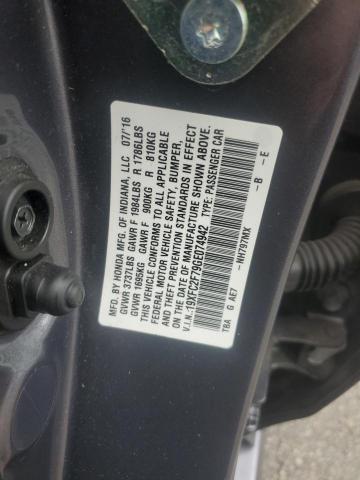 MFD. BY HONDA MFG. OF INDIANA, LLC 07/'16
GVWR 3737LBS GAWR F 1984LBS R 1786LBS
GVWR 1695KG GAWR F 900KG R 810KG
THIS VEHICLE CONFORMS TO ALL APPLICABLE
FEDERAL MOTOR VEHICLE SAFETY, BUMPER,
AND THEFT PREVENTION STANDARDS IN EFFECT
ON THE DATE OF MANUFACTURE SHOWN ABOVE.
V.I.N.:19XFC2F79GE074942 TYPE: PASSENGER CAR
NH797MX -B -E
TBA G AE7